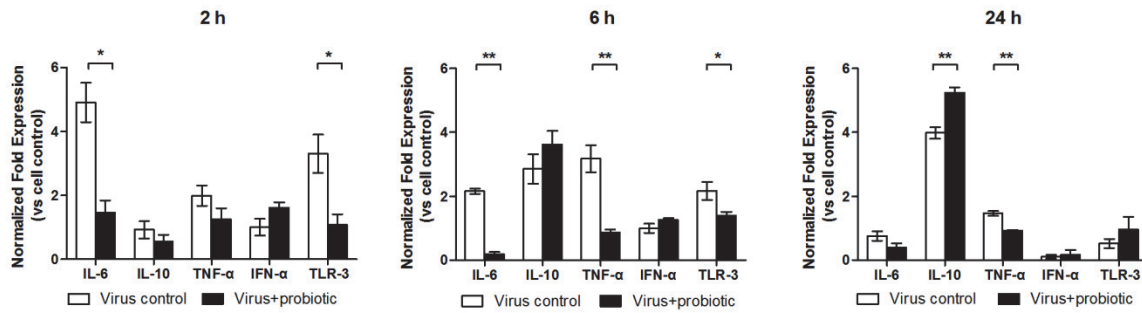 2 h
Normalized Fold Expression
(vs cell control)
6
4
2
0
*
*
IL-6 IL-10 TNF-α IFN-α TLR-3
Virus control Virus+probiotic
6 h
Normalized Fold Expression
(vs cell control)
6
4
2
0
**
**
*
IL-6 IL-10 TNF-α IFN-α TLR-3
Virus control Virus+probiotic
24 h
Normalized Fold Expression
(vs cell control)
6
4
2
0
**
**
IL-6 IL-10 TNF-α IFN-α TLR-3
Virus control Virus+probiotic